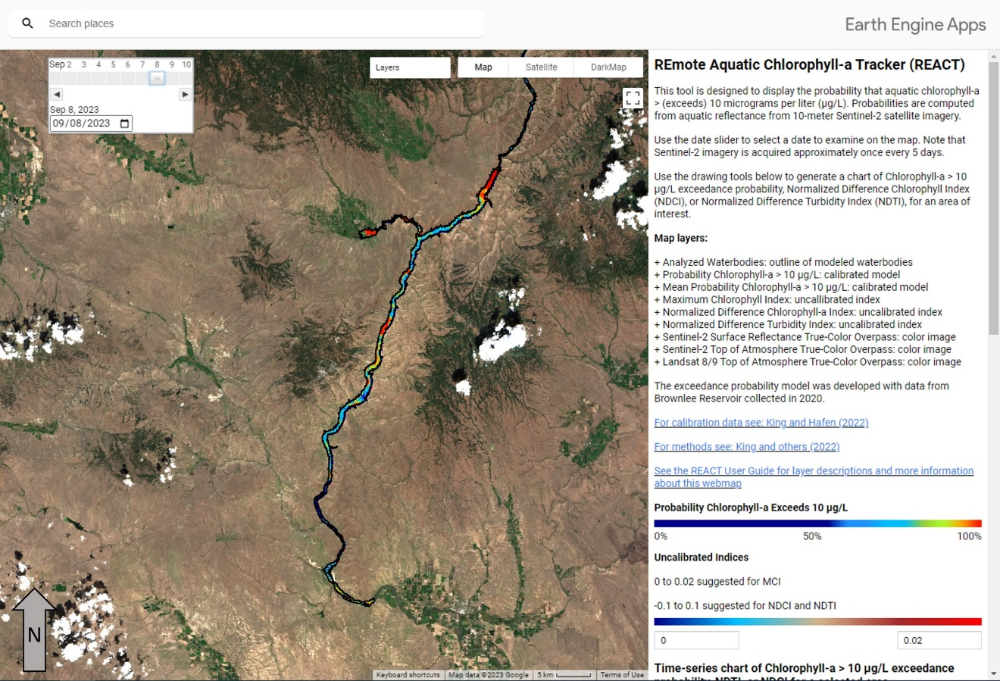 Search places
Earth Engine Apps
Sep 2 3 4 5 6 7 8 9 10
Sep 8, 2023
09/08/2023
Layers
Map Satellite DarkMap
N
Keyboard shortcuts Map data ©2023 Google 5 km Terms of Use
REmote Aquatic Chlorophyll-a Tracker (REACT)
This tool is designed to display the probability that aquatic chlorophyll-a
> (exceeds) 10 micrograms per liter (µg/L). Probabilities are computed
from aquatic reflectance from 10-meter Sentinel-2 satellite imagery.
Use the date slider to select a date to examine on the map. Note that
Sentinel-2 imagery is acquired approximately once every 5 days.
Use the drawing tools below to generate a chart of Chlorophyll-a > 10
µg/L exceedance probability, Normalized Difference Chlorophyll Index
(NDCI), or Normalized Difference Turbidity Index (NDTI), for an area of
interest.
Map layers:
+ Analyzed Waterbodies: outline of modeled waterbodies
+ Probability Chlorophyll-a > 10 µg/L: calibrated model
+ Mean Probability Chlorophyll-a > 10 µg/L: calibrated model
+ Maximum Chlorophyll Index: uncallibrated index
+ Normalized Difference Chlorophyll-a Index: uncalibrated index
+ Normalized Difference Turbidity Index: uncalibrated index
+ Sentinel-2 Surface Reflectance True-Color Overpass: color image
+ Sentinel-2 Top of Atmosphere True-Color Overpass: color image
+ Landsat 8/9 Top of Atmosphere True-Color Overpass: color image
The exceedance probability model was developed with data from
Brownlee Reservoir collected in 2020.
For calibration data see: King and Hafen (2022)
For methods see: King and others (2022)
See the REACT User Guide for layer descriptions and more information
about this webmap
Probability Chlorophyll-a Exceeds 10 µg/L
0% 50% 100%
Uncalibrated Indices
0 to 0.02 suggested for MCI
-0.1 to 0.1 suggested for NDCI and NDTI
0 0.02
Time-series chart of Chlorophyll-a > 10 µg/L exceedance
probability, NDTI, or NDCI for a selected area